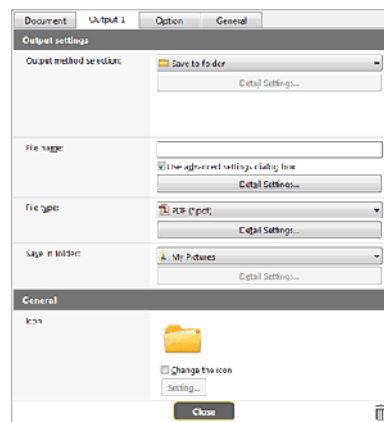 Document Output 1 Option General
Output settings
Output method selection: Save to folder
Detail Settings...
File name:
Use advanced settings dialog box
Detail Settings...
File type: PDF (*.pdf)
Detail Settings...
Save in folder: My Pictures
Detail Settings...
General
Icon
Change the icon
Setting...
Close